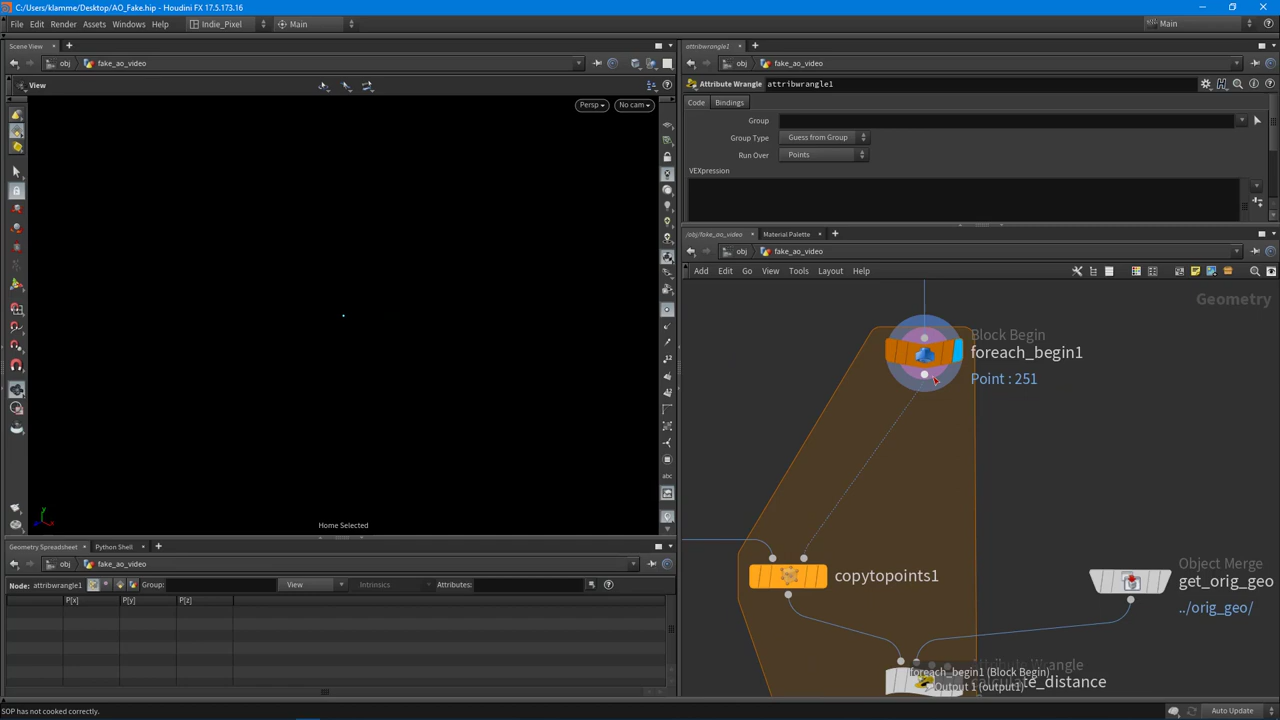 C:/Users/klamme/Desktop/AO_Fake.hip - Houdini FX 17.5.173.16
File Edit Render Assets Windows Help Indie_Pixel Main Main
Scene View
obj fake_ao_video
View
Persp No cam
Home Selected
abc
Geometry Spreadsheet Python Shell
obj fake_ao_video
Node: attribwrangle1 Group: View Intrinsics Attributes:
P[x] P[y] P[z]
SOP has not cooked correctly.
attribwrangle1
obj fake_ao_video
Attribute Wrangle attribwrangle1
Code Bindings
Group
Group Type Guess from Group
Run Over Points
VEXpression
/obj/fake_ao_video Material Palette
obj fake_ao_video
Add Edit Go View Tools Layout Help
Geometry
Block Begin
foreach_begin1
Point : 251
copytopoints1
Object Merge
get_orig_geo
../orig_geo/
foreach_begin1 (Block Begin)
Output 1 (output1)
Auto Update